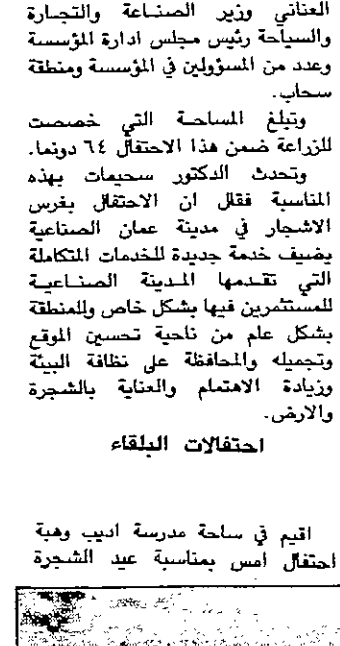 العناتي وزير الصناعة والتجارة
والسياحة رئيس مجلس ادارة المؤسسة
وعدد من المسؤولين في المؤسسة ومنطقة
سحاب.
وتبلغ المساحة التي خصصت
للزراعة ضمن هذا الاحتفال ٦٤ دونما.
وتحدث الدكتور سحيمات بهذه
المناسبة فقال ان الاحتفال بغرس
الاشجار في مدينة عمان الصناعية
يضيف خدمة جديدة للخدمات المتكاملة
التي تقدمها المدينة الصناعية
للمستثمرين فيها بشكل خاص وللمنطقة
بشكل عام من ناحية تحسين الموقع
وتجميله والمحافظة على نظافة البيئة
وزيادة الاهتمام والعناية بالشجرة
والارض.
احتفالات البلقاء
اقيم في ساحة مدرسة اديب وهبة
احتفال امس بمناسبة عيد الشجرة